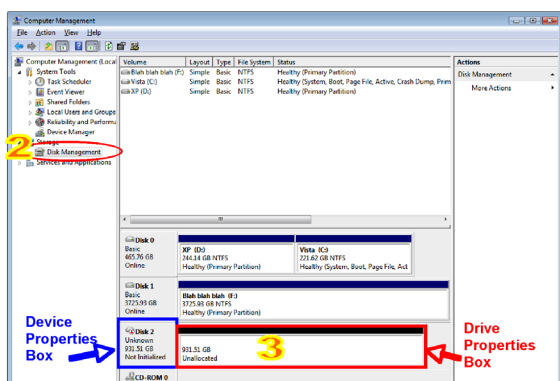 Computer Management
File Action View Help
Computer Management (Local
System Tools
Task Scheduler
Event Viewer
Shared Folders
Local Users and Groups
Reliability and Performa
Device Manager
Storage
Disk Management
Services and Applications
2
Volume Layout Type File System Status
Blah blah blah (F:) Simple Basic NTFS Healthy (Primary Partition)
Vista (C:) Simple Basic NTFS Healthy (System, Boot, Page File, Active, Crash Dump, Prim
XP (D:) Simple Basic NTFS Healthy (Primary Partition)
Actions
Disk Management
More Actions
Disk 0
Basic
465.76 GB
Online
XP (D:)
244.14 GB NTFS
Healthy (Primary Partition)
Vista (C:)
221.62 GB NTFS
Healthy (System, Boot, Page File, Act
Disk 1
Basic
3725.93 GB
Online
Blah blah blah (F:)
3725.93 GB NTFS
Healthy (Primary Partition)
Device
Properties
Box
Disk 2
Unknown
931.51 GB
Not Initialized
931.51 GB
Unallocated
3
Drive
Properties
Box
CD-ROM 0